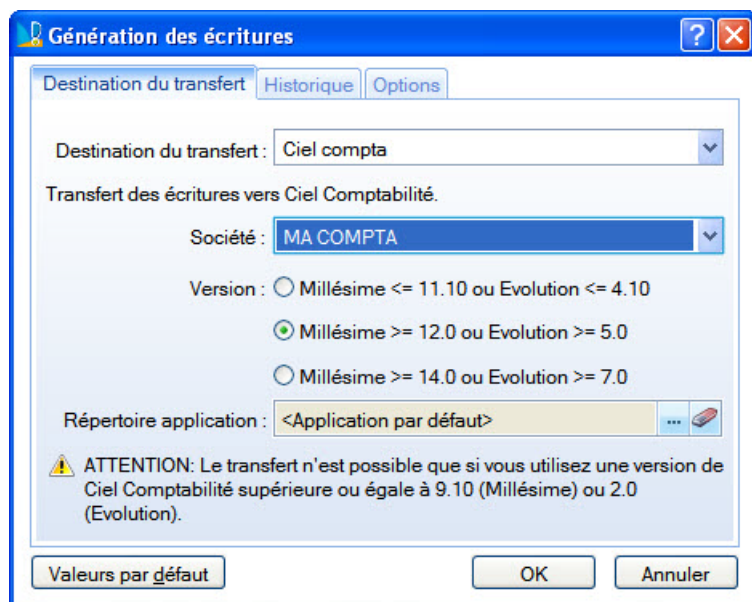 Génération des écritures
Destination du transfert Historique Options
Destination du transfert : Ciel compta
Transfert des écritures vers Ciel Comptabilité.
Société : MA COMPTA
Version : Millésime <= 11.10 ou Evolution <= 4.10
Millésime >= 12.0 ou Evolution >= 5.0
Millésime >= 14.0 ou Evolution >= 7.0
Répertoire application : <Application par défaut> ...
ATTENTION: Le transfert n'est possible que si vous utilisez une version de
Ciel Comptabilité supérieure ou égale à 9.10 (Millésime) ou 2.0
(Evolution).
Valeurs par défaut OK Annuler